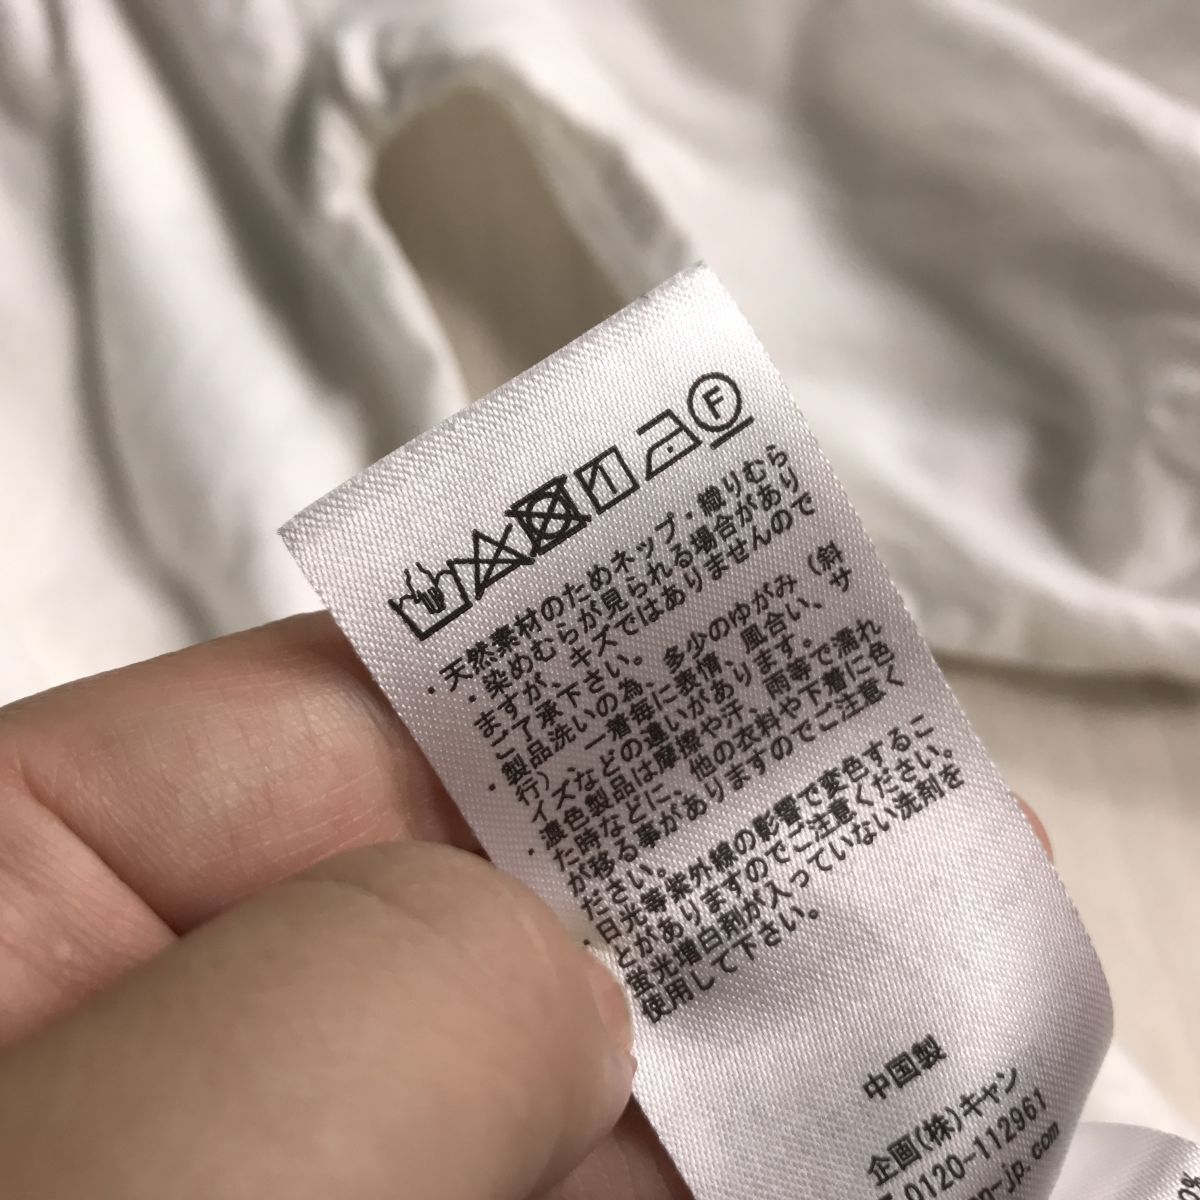 F
・天然素材のためネップ・織りむら
・染めむらが見られる場合があり
ますが、キズではありませんので
ご了承下さい。
・製品洗いの為、多少のゆがみ（斜
行）、一着毎に表情、風合い、サ
イズなどの違いがあります。
・濃色製品は摩擦や汗、雨等で濡れ
た時などに、他の衣料や下着に色
が移る事がありますのでご注意く
ださい。
・日光等紫外線の影響で変色するこ
とがありますのでご注意ください。
蛍光増白剤が入っていない洗剤を
使用して下さい。
中国製
企画(株)キャン
0120-112961
-jp.com